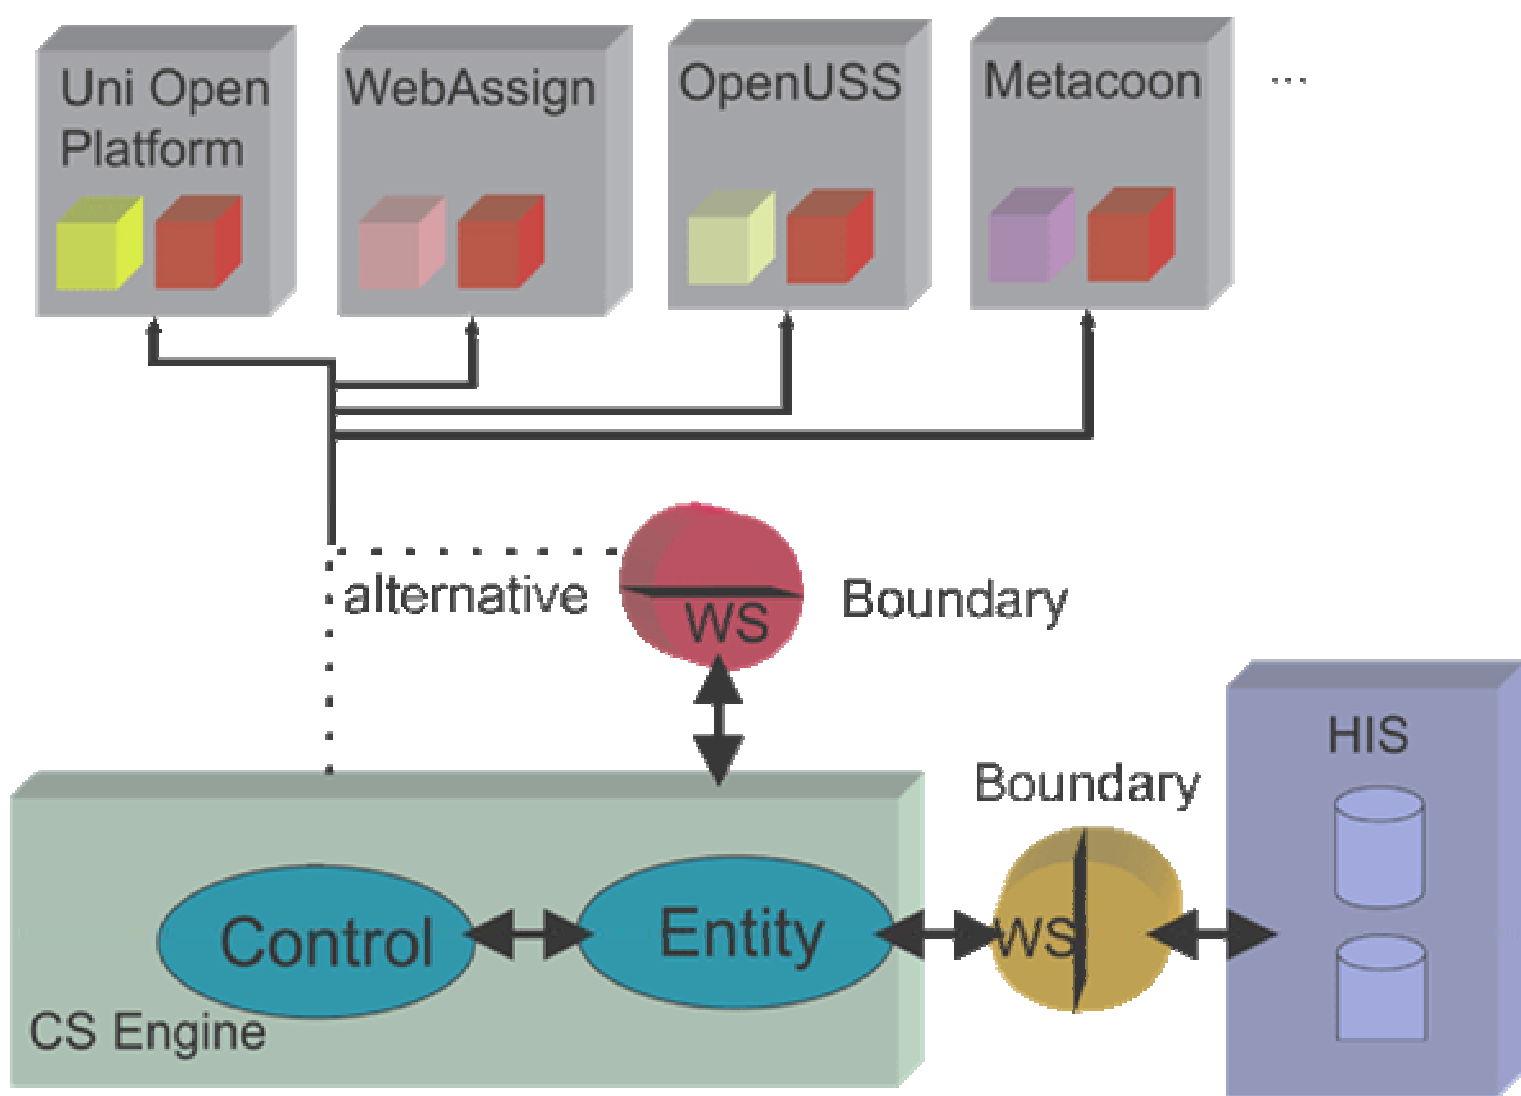 Uni Open
Platform
WebAssign
OpenUSS
Metacoon
...
alternative
WS
Boundary
HIS
Boundary
WS
Control
Entity
CS Engine